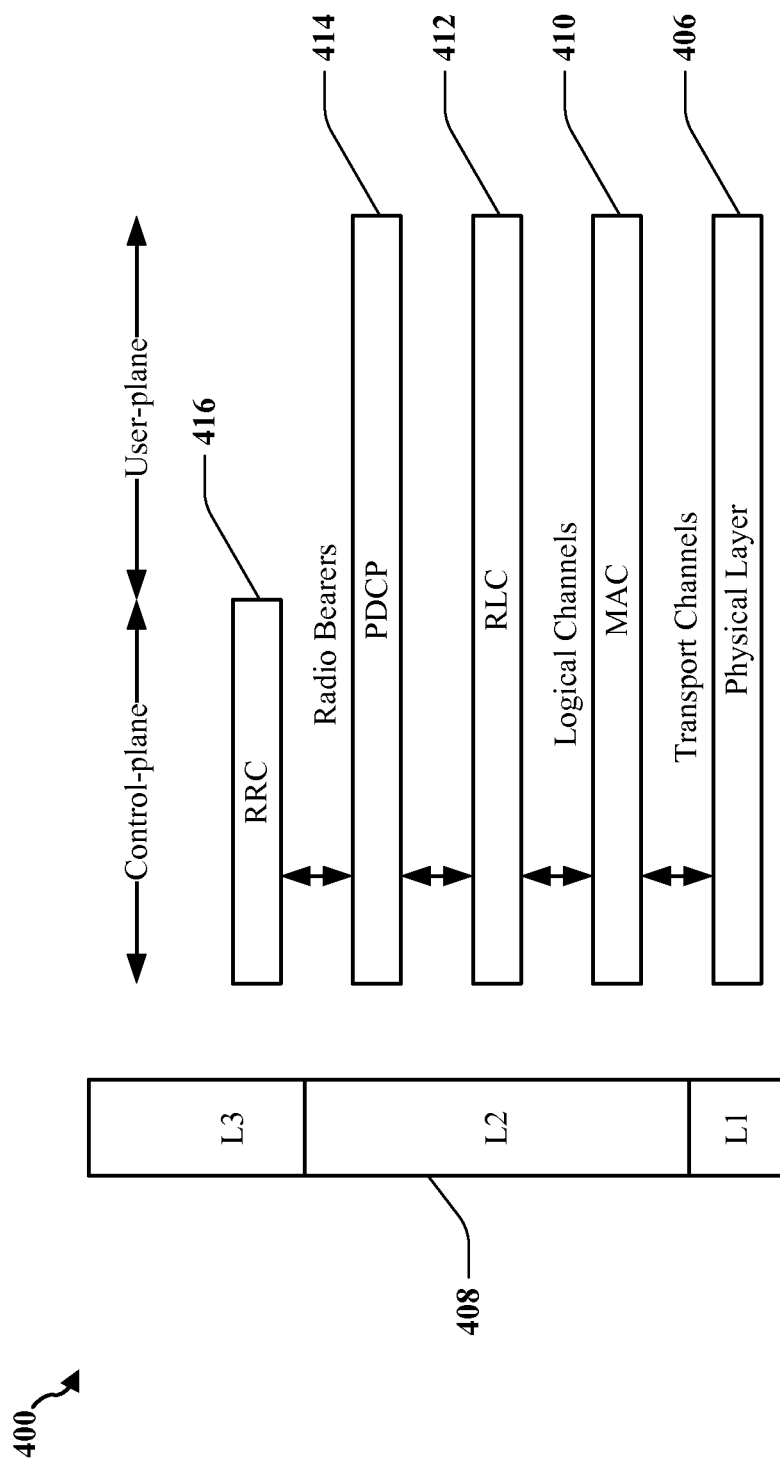 400
Control-plane
User-plane
416
RRC
L3
Radio Bearers
414
PDCP
412
RLC
L2
408
Logical Channels
410
MAC
Transport Channels
406
Physical Layer
L1